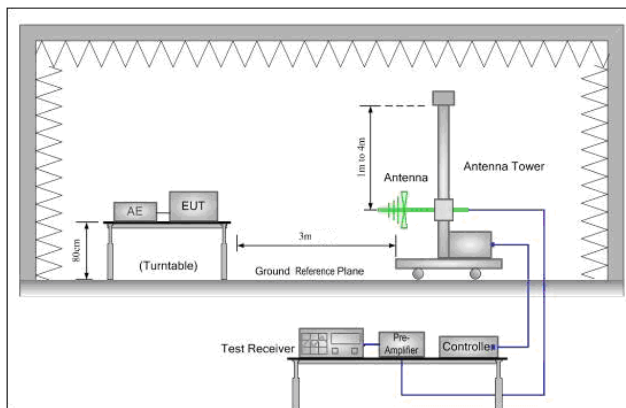 1m to 4m
Antenna
Antenna Tower
AE
EUT
80cm
(Turntable)
3m
Ground Reference Plane
Test Receiver
Pre-
Amplifier
Controller